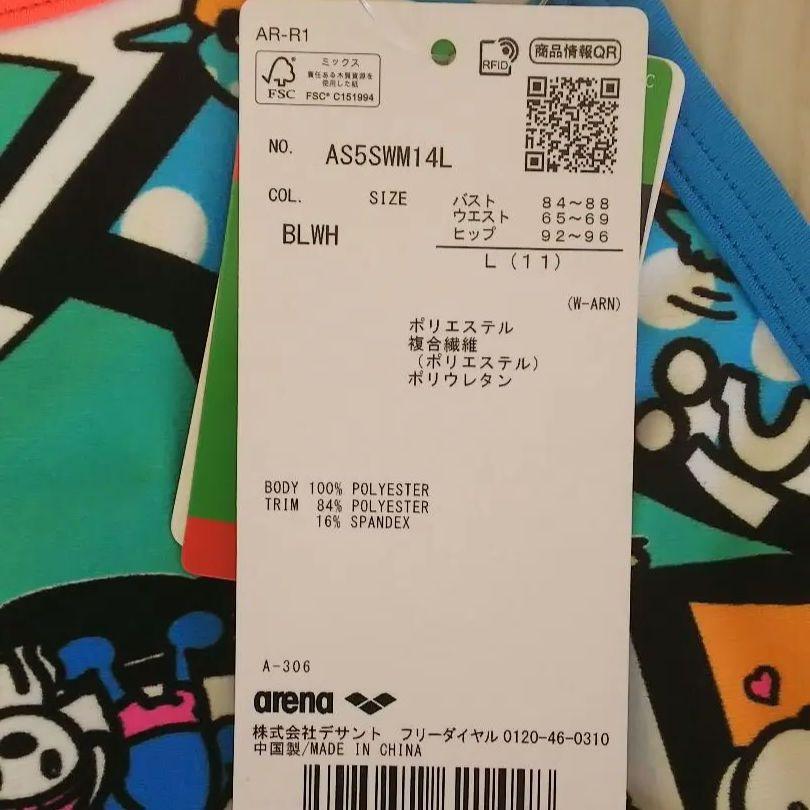 AR-R1
FSC
ミックス
責任ある木質資源を
使用した紙
FSC® C151994
RFID
商品情報QR
NO. AS5SWM14L
COL. SIZE
BLWH
バスト 84～88
ウエスト 65～69
ヒップ 92～96
L(11)
(W-ARN)
ポリエステル
複合繊維
(ポリエステル)
ポリウレタン
BODY 100% POLYESTER
TRIM 84% POLYESTER
16% SPANDEX
A-306
arena
株式会社デサント フリーダイヤル 0120-46-0310
中国製/MADE IN CHINA